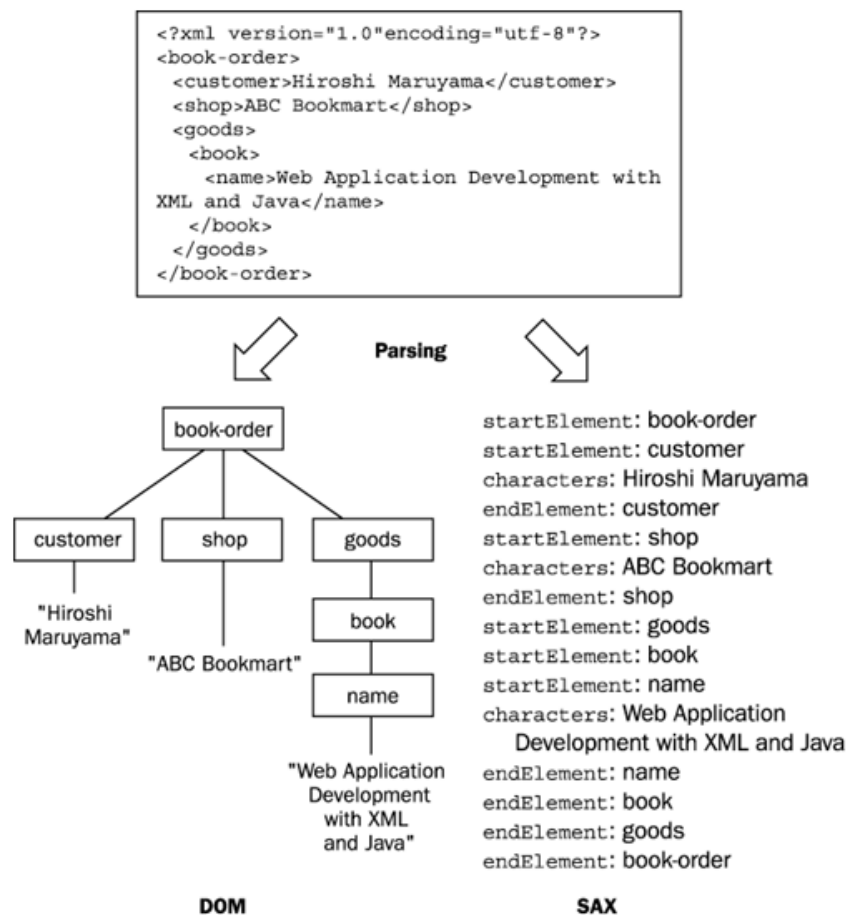 <?xml version="1.0"encoding="utf-8"?>
<book-order>
<customer>Hiroshi Maruyama</customer>
<shop>ABC Bookmart</shop>
<goods>
<book>
<name>Web Application Development with
XML and Java</name>
</book>
</goods>
</book-order>
Parsing
book-order
customer
shop
goods
"Hiroshi
Maruyama"
"ABC Bookmart"
book
name
"Web Application
Development
with XML
and Java"
DOM
startElement: book-order
startElement: customer
characters: Hiroshi Maruyama
endElement: customer
startElement: shop
characters: ABC Bookmart
endElement: shop
startElement: goods
startElement: book
startElement: name
characters: Web Application
Development with XML and Java
endElement: name
endElement: book
endElement: goods
endElement: book-order
SAX